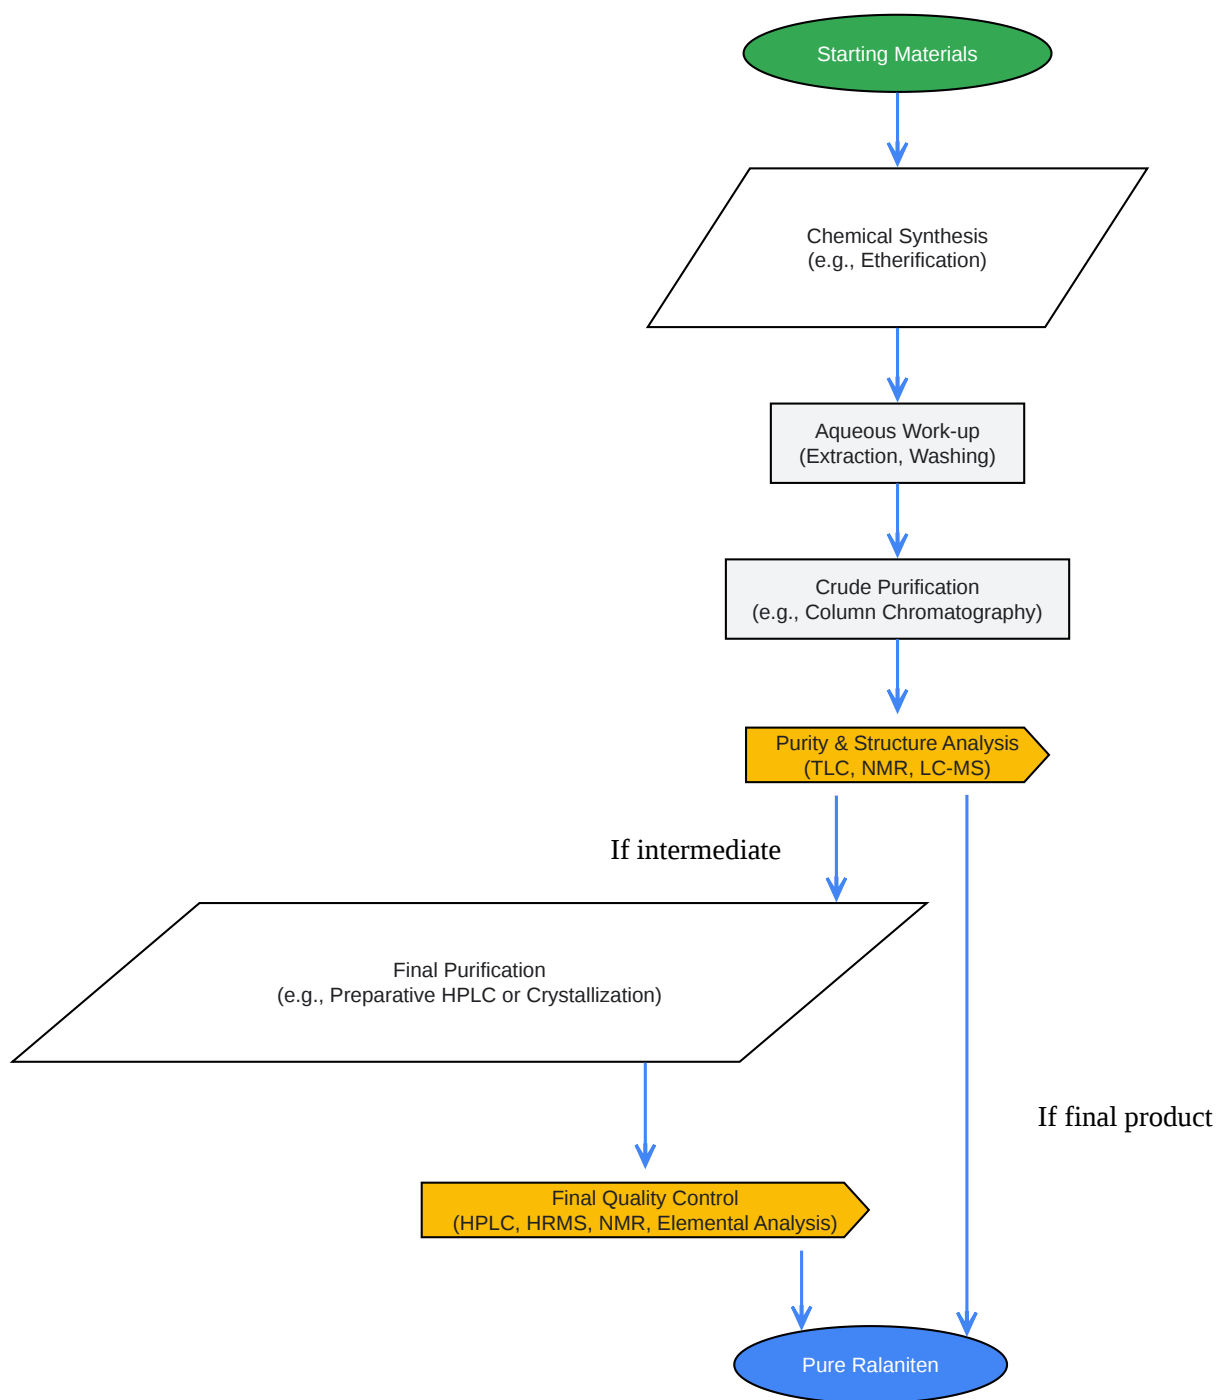 Starting Materials
Chemical Synthesis
(e.g., Etherification)
Aqueous Work-up
(Extraction, Washing)
Crude Purification
(e.g., Column Chromatography)
Purity & Structure Analysis
(TLC, NMR, LC-MS)
If intermediate
Final Purification
(e.g., Preparative HPLC or Crystallization)
If final product
Final Quality Control
(HPLC, HRMS, NMR, Elemental Analysis)
Pure Ralaniten